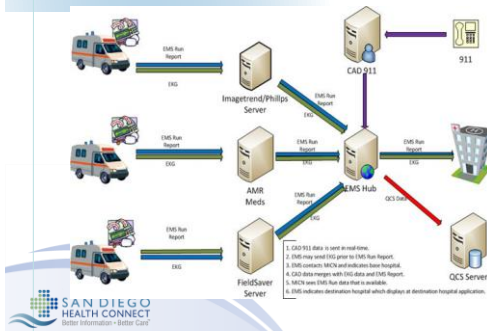 EMS Run
Report
EKG
Imagetrend/Phillps
Server
CAD 911
911
EMS Run
Report
EKG
EMS Run
Report
EKG
AMR
Meds
EMS Run
Report
EKG
EMS Hub
EMS Run
Report
EKG
EMS Run
Report
EKG
FieldSaver
Server
EMS Run
Report
EKG
QCS Data
QCS Server
1. CAD 911 data is sent in real-time.
2. EMS may send EKG prior to EMS Run Report.
3. EMS contacts MICN and indicates base hospital.
4. CAD data merges with EKG data and EMS Report.
5. MICN sees EMS Run data that is available.
6. EMS indicates destination hospital which displays at destination hospital application.
SAN DIEGO
HEALTH CONNECT
Better Information • Better Care